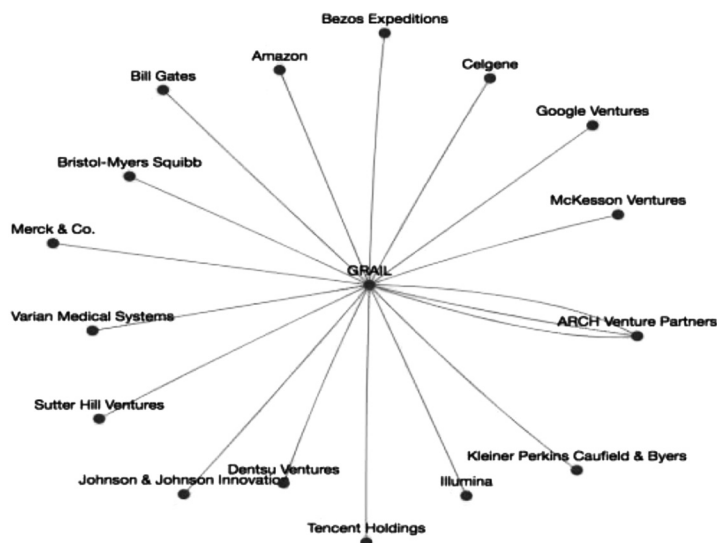 Bezos Expeditions
Amazon
Celgene
Bill Gates
Google Ventures
Bristol-Myers Squibb
McKesson Ventures
Merck & Co.
GRAIL
Varian Medical Systems
ARCH Venture Partners
Sutter Hill Ventures
Kleiner Perkins Caufield & Byers
Dentsu Ventures
Johnson & Johnson Innovation
Illumina
Tencent Holdings